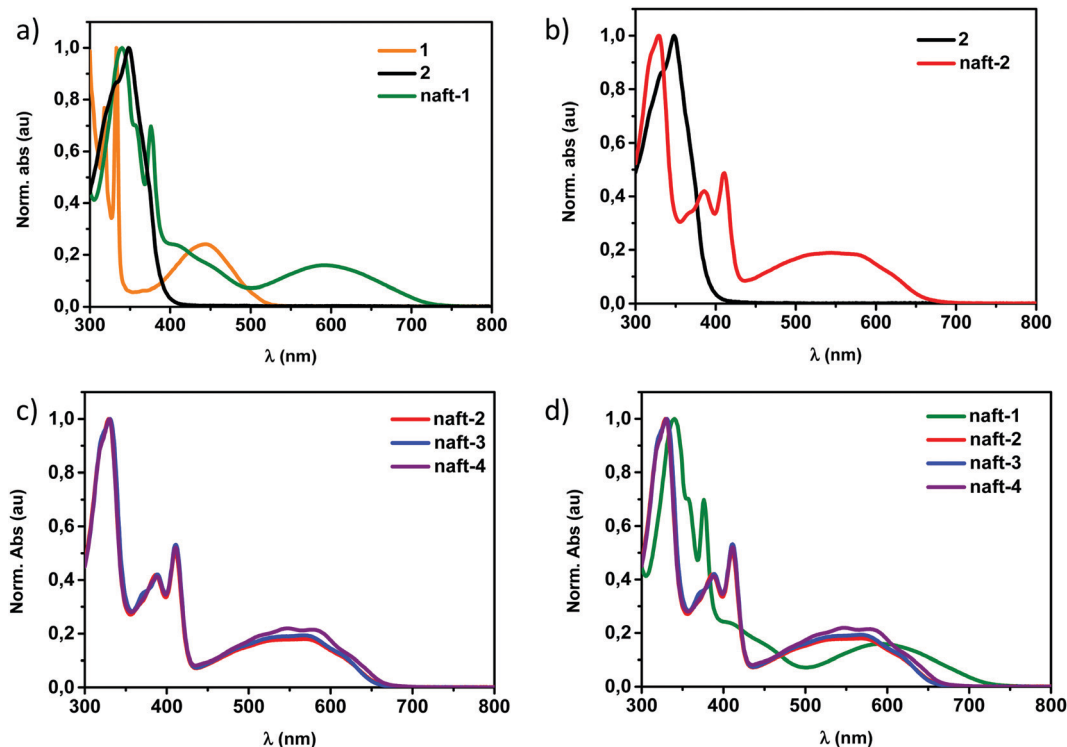 a)
1
2
naft-1
Norm. abs (au)
1,0
0,8
0,6
0,4
0,2
0,0
300 400 500 600 700 800
λ (nm)
b)
2
naft-2
Norm. abs (au)
1,0
0,8
0,6
0,4
0,2
0,0
300 400 500 600 700 800
λ (nm)
c)
naft-2
naft-3
naft-4
Norm. Abs (au)
1,0
0,8
0,6
0,4
0,2
0,0
300 400 500 600 700 800
λ (nm)
d)
naft-1
naft-2
naft-3
naft-4
Norm. Abs (au)
1,0
0,8
0,6
0,4
0,2
0,0
300 400 500 600 700 800
λ (nm)